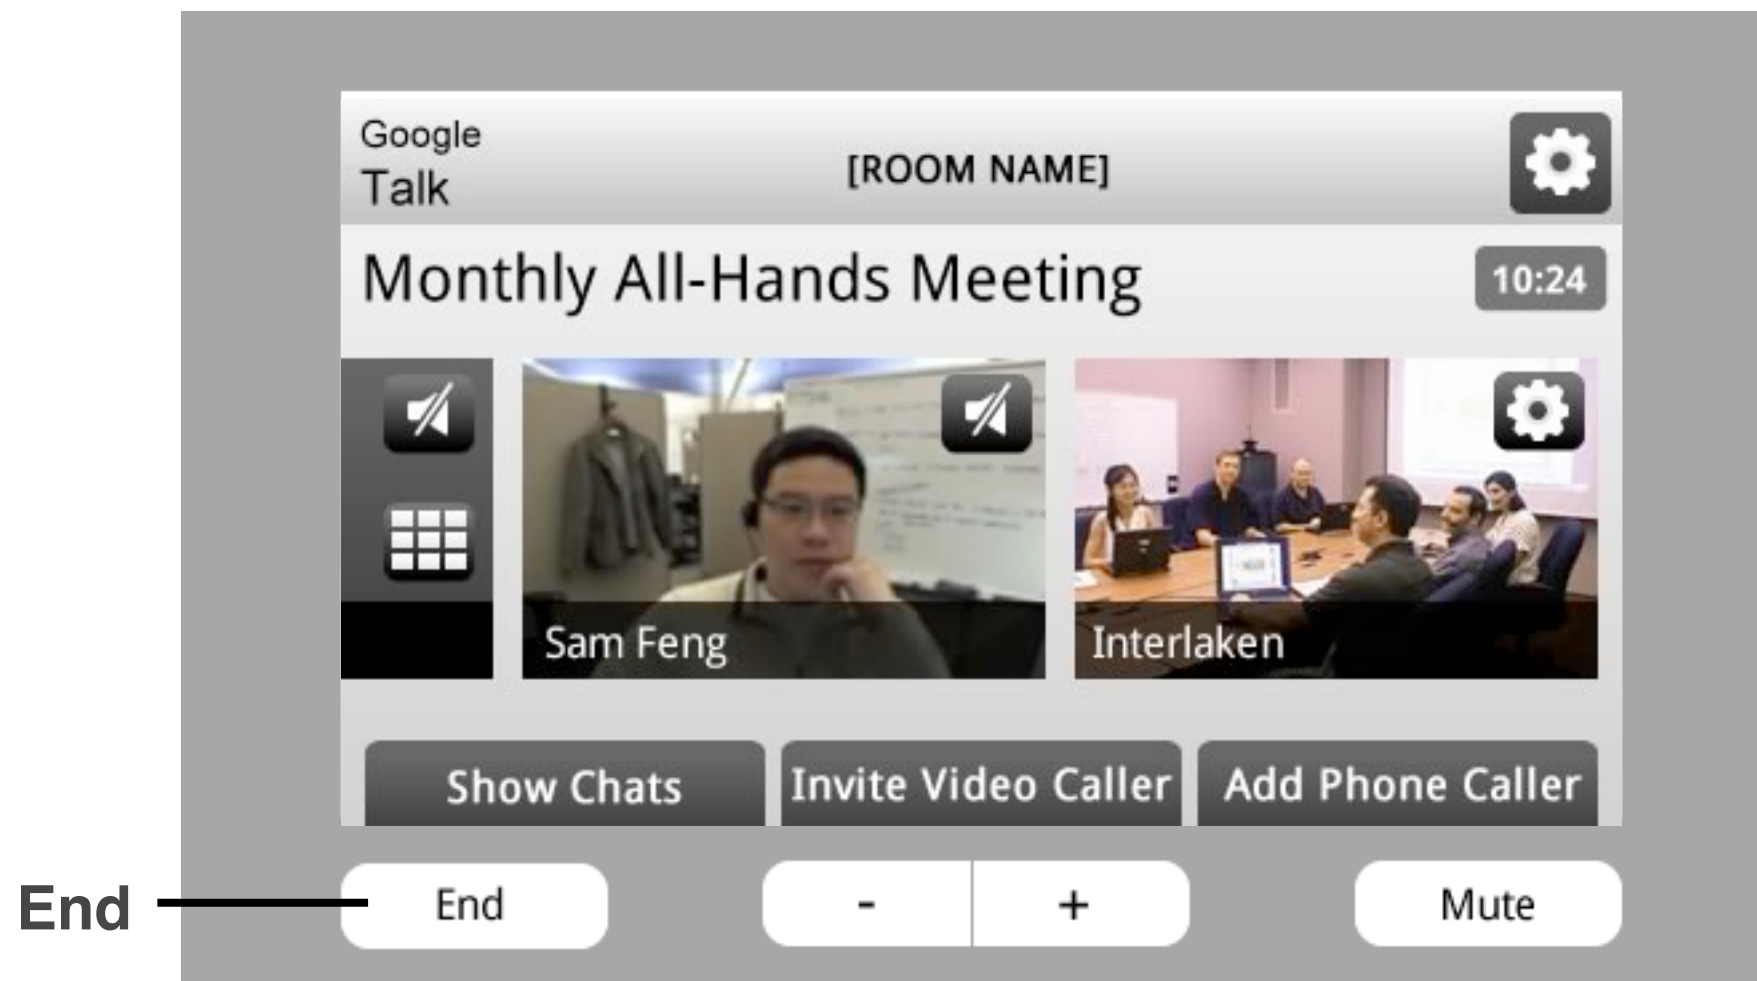 Google
Talk
[ROOM NAME]
Monthly All-Hands Meeting
10:24
Sam Feng
Interlaken
Show Chats
Invite Video Caller
Add Phone Caller
End
End
-
+
Mute